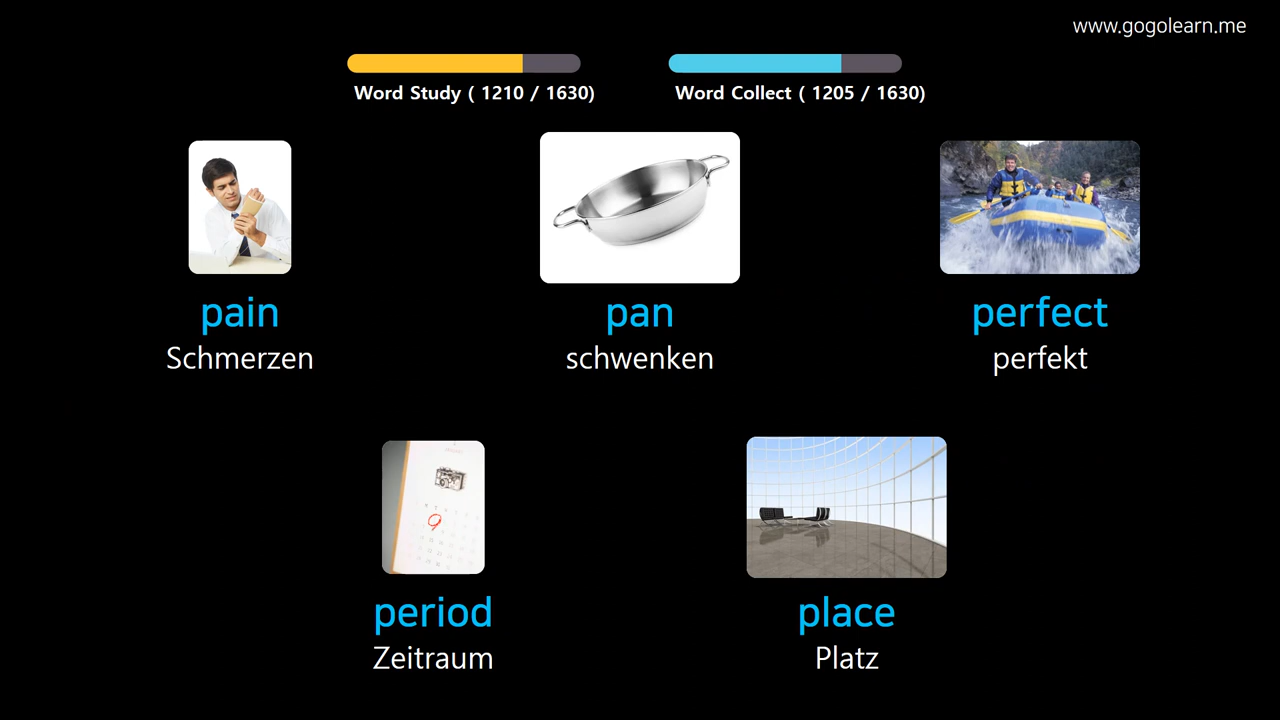 www.gogolearn.me
Word Study ( 1210 / 1630)
Word Collect ( 1205 / 1630)
pain
Schmerzen
pan
schwenken
perfect
perfekt
period
Zeitraum
place
Platz